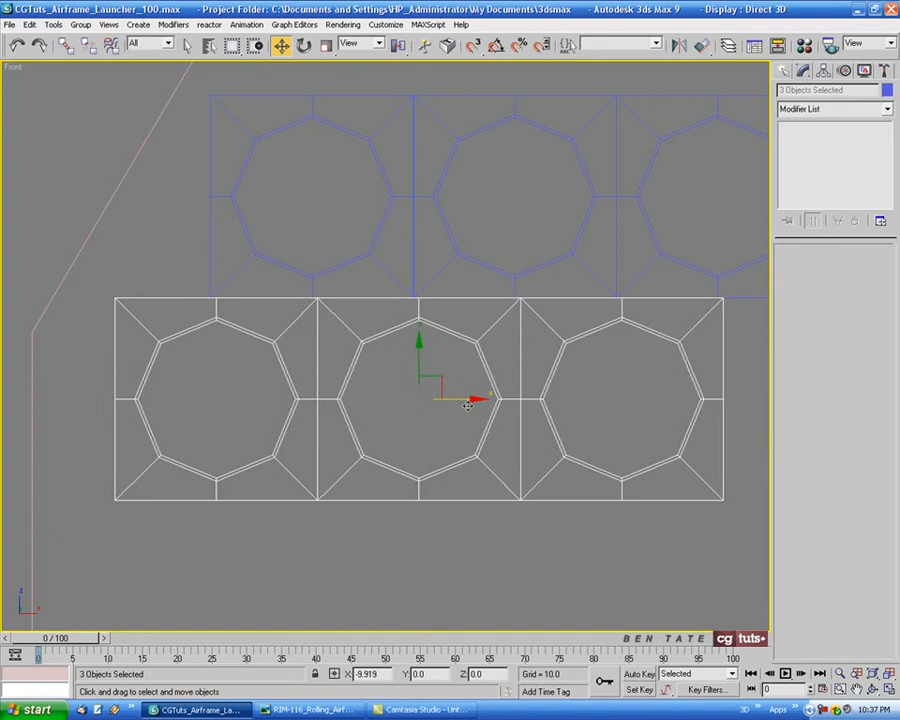 CGTuts_Airframe_Launcher_100.max - Project Folder: C:\Documents and Settings\HP_Administrator\My Documents\3dsmax - Autodesk 3ds Max 9 - Display : Direct 3D
File Edit Tools Group Views Create Modifiers reactor Animation Graph Editors Rendering Customize MAXScript Help
All View View
Front
3 Objects Selected
Modifier List
y
x
z
x
0 / 100
BEN TATE cg tuts+
0 5 10 15 20 25 30 35 40 45 50 55 60 65 70 75 80 85 90 95 100
3 Objects Selected X: -9.919 Y: 0.0 Z: 0.0 Grid = 10.0 Auto Key Selected
Click and drag to select and move objects Add Time Tag Set Key Key Filters... 0
start CGTuts_Airframe_La... RIM-116_Rolling_Airf... Camtasia Studio - Unt... 3D Apps 10:37 PM